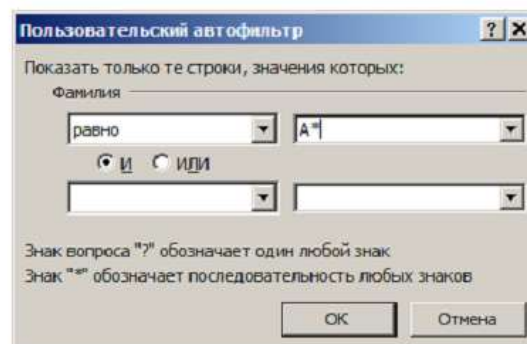 Пользовательский автофильтр
Показать только те строки, значения которых:
Фамилия
равно А*
И ИЛИ
Знак вопроса "?" обозначает один любой знак
Знак "*" обозначает последовательность любых знаков
ОК Отмена